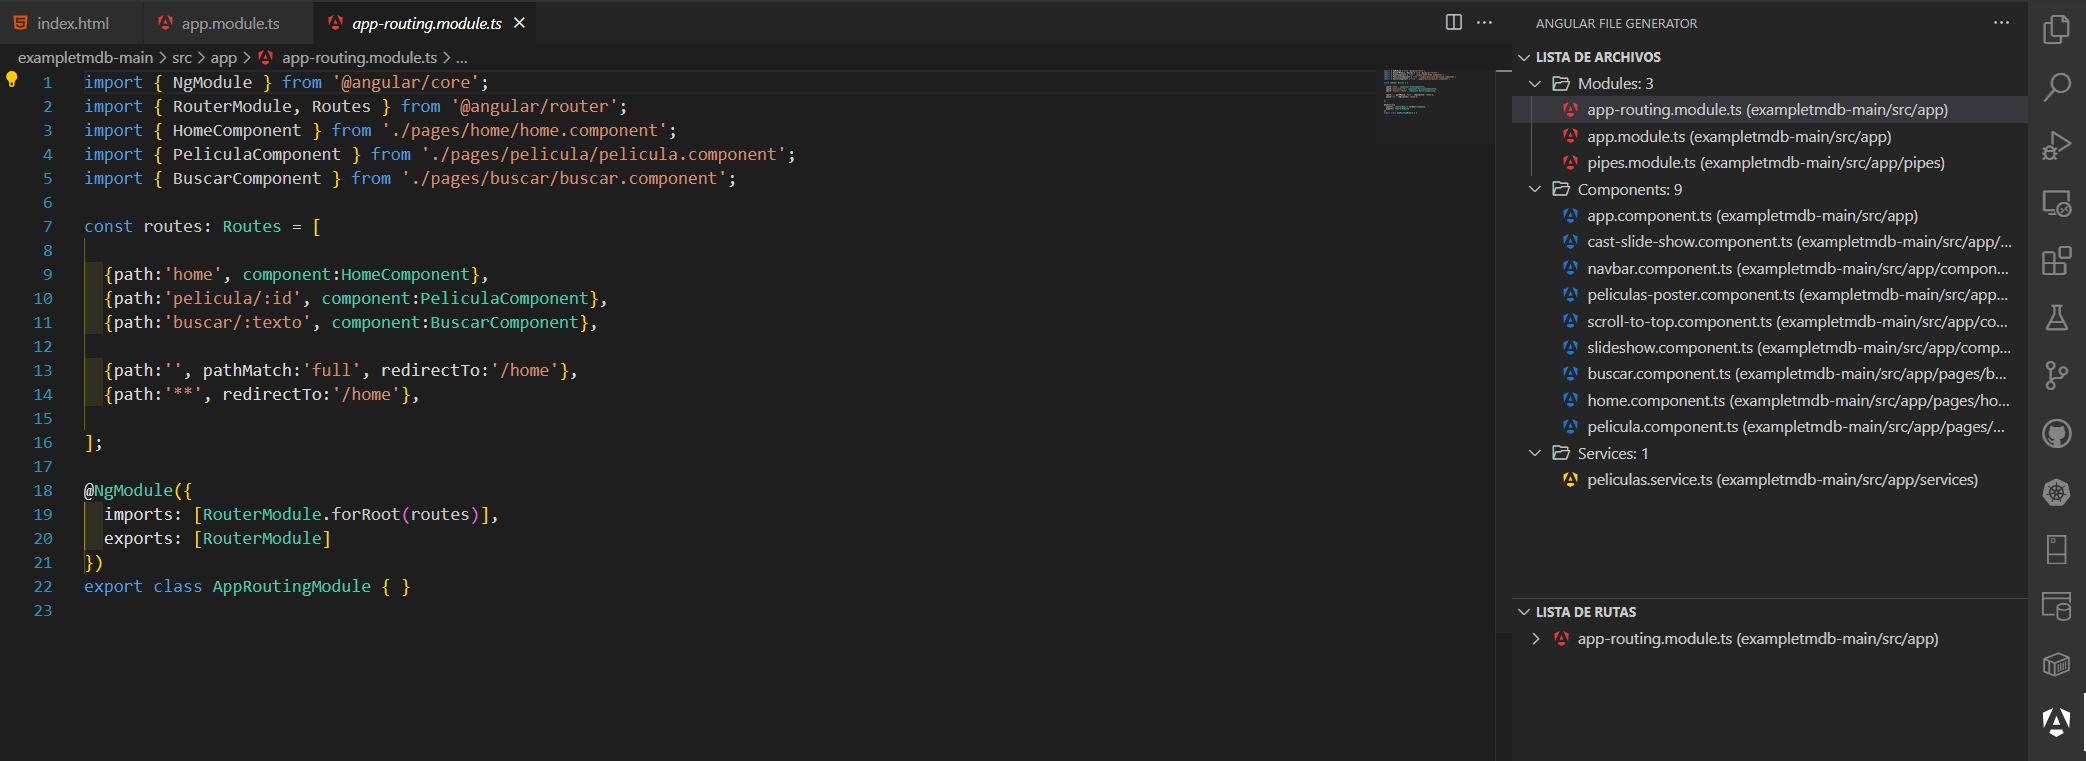 index.html
app.module.ts
app-routing.module.ts
exampletmdb-main > src > app > app-routing.module.ts > ...
1 import { NgModule } from '@angular/core';
2 import { RouterModule, Routes } from '@angular/router';
3 import { HomeComponent } from './pages/home/home.component';
4 import { PeliculaComponent } from './pages/pelicula/pelicula.component';
5 import { BuscarComponent } from './pages/buscar/buscar.component';
6
7 const routes: Routes = [
8
9 {path:'home', component:HomeComponent},
10 {path:'pelicula/:id', component:PeliculaComponent},
11 {path:'buscar/:texto', component:BuscarComponent},
12
13 {path:'', pathMatch:'full', redirectTo:'/home'},
14 {path:'**', redirectTo:'/home'},
15
16 ];
17
18 @NgModule({
19 imports: [RouterModule.forRoot(routes)],
20 exports: [RouterModule]
21 })
22 export class AppRoutingModule { }
23
ANGULAR FILE GENERATOR
LISTA DE ARCHIVOS
Modules: 3
app-routing.module.ts (exampletmdb-main/src/app)
app.module.ts (exampletmdb-main/src/app)
pipes.module.ts (exampletmdb-main/src/app/pipes)
Components: 9
app.component.ts (exampletmdb-main/src/app)
cast-slide-show.component.ts (exampletmdb-main/src/app/...
navbar.component.ts (exampletmdb-main/src/app/compon...
peliculas-poster.component.ts (exampletmdb-main/src/app...
scroll-to-top.component.ts (exampletmdb-main/src/app/co...
slideshow.component.ts (exampletmdb-main/src/app/comp...
buscar.component.ts (exampletmdb-main/src/app/pages/b...
home.component.ts (exampletmdb-main/src/app/pages/ho...
pelicula.component.ts (exampletmdb-main/src/app/pages/...
Services: 1
peliculas.service.ts (exampletmdb-main/src/app/services)
LISTA DE RUTAS
app-routing.module.ts (exampletmdb-main/src/app)